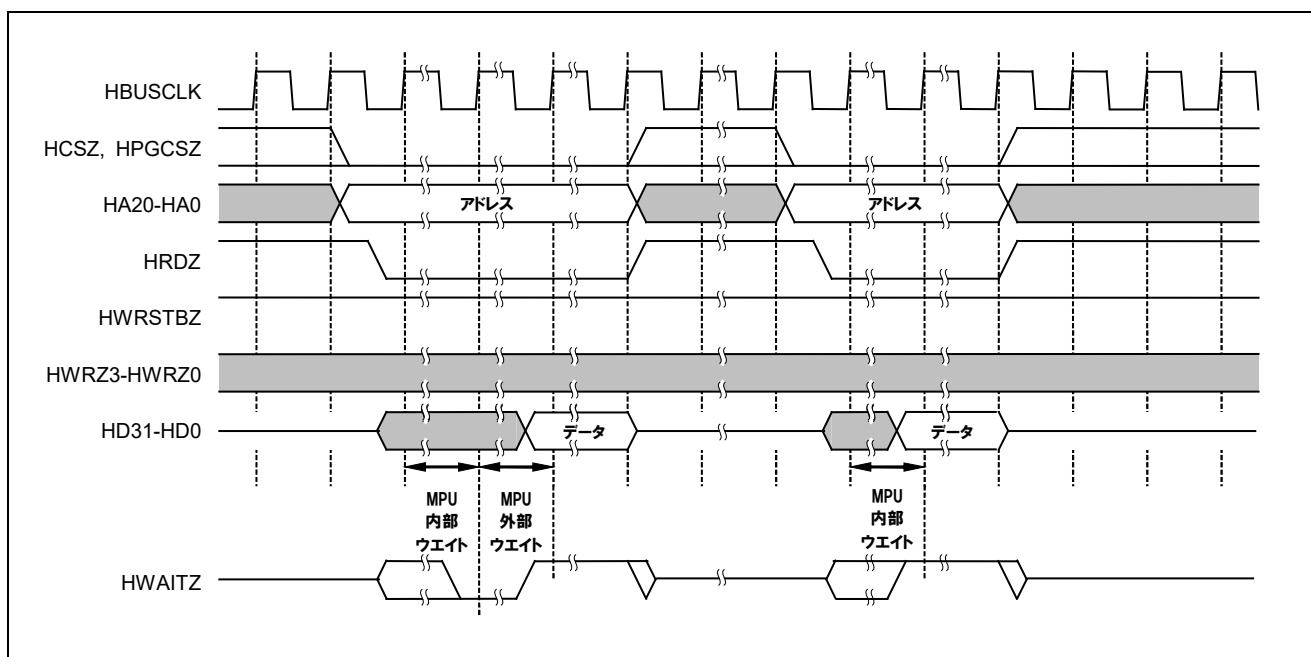 HBUSCLK
HCSZ, HPGCSZ
HA20-HA0
アドレス
アドレス
HRDZ
HWRSTBZ
HWRZ3-HWRZ0
HD31-HD0
データ
データ
MPU
内部
ウエイト
MPU
外部
ウエイト
MPU
内部
ウエイト
HWAITZ